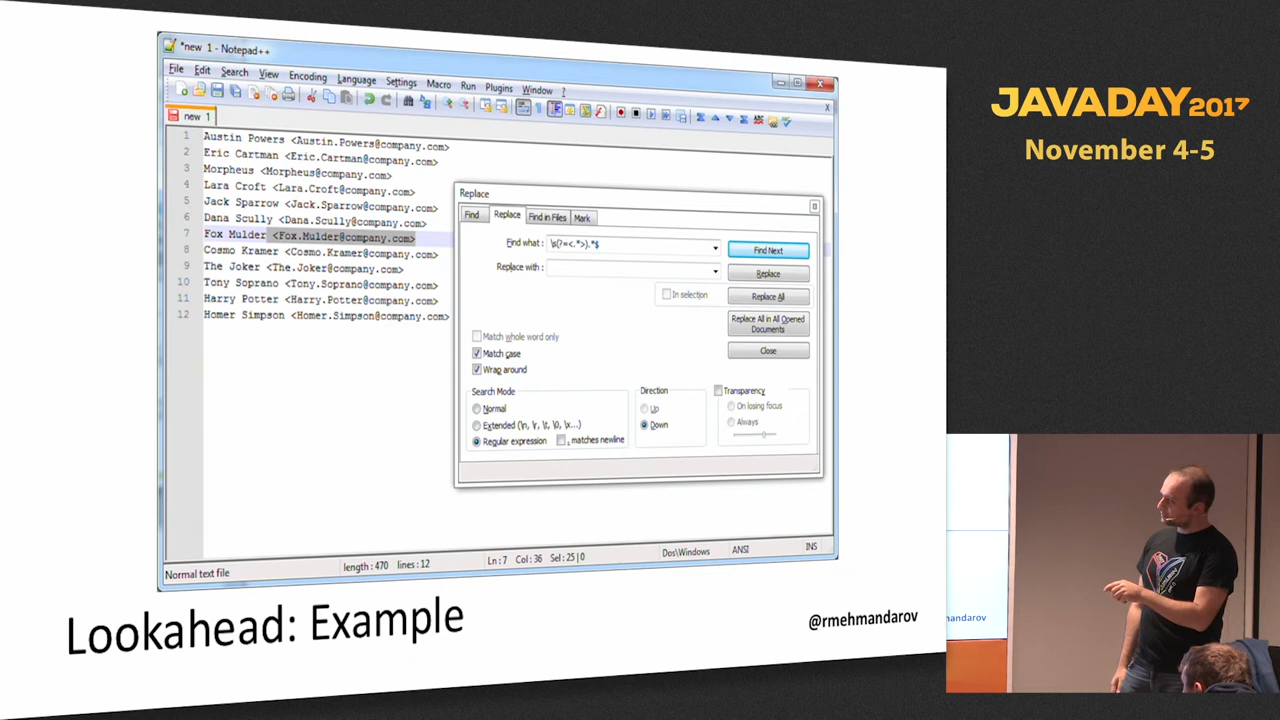 *new 1 - Notepad++
File Edit Search View Encoding Language Settings Macro Run Plugins Window ?
X
new 1
1 Austin Powers <Austin.Powers@company.com>
2 Eric Cartman <Eric.Cartman@company.com>
3 Morpheus <Morpheus@company.com>
4 Lara Croft <Lara.Croft@company.com>
5 Jack Sparrow <Jack.Sparrow@company.com>
6 Dana Scully <Dana.Scully@company.com>
7 Fox Mulder <Fox.Mulder@company.com>
8 Cosmo Kramer <Cosmo.Kramer@company.com>
9 The Joker <The.Joker@company.com>
10 Tony Soprano <Tony.Soprano@company.com>
11 Harry Potter <Harry.Potter@company.com>
12 Homer Simpson <Homer.Simpson@company.com>
Replace
Find Replace Find in Files Mark
Find what : \s(?=<.*>).*$
Find Next
Replace with :
Replace
In selection
Replace All
Replace All in All Opened
Documents
Close
Match whole word only
Match case
Wrap around
Search Mode
Normal
Extended (\n, \r, \t, \0, \x...)
Regular expression
. matches newline
Direction
Up
Down
Transparency
On losing focus
Always
Normal text file
length : 470 lines : 12
Ln : 7 Col : 36 Sel : 25 | 0
Dos\Windows
ANSI
INS
Lookahead: Example
@rmehmandarov
JAVADAY 2017
November 4-5
mandarov